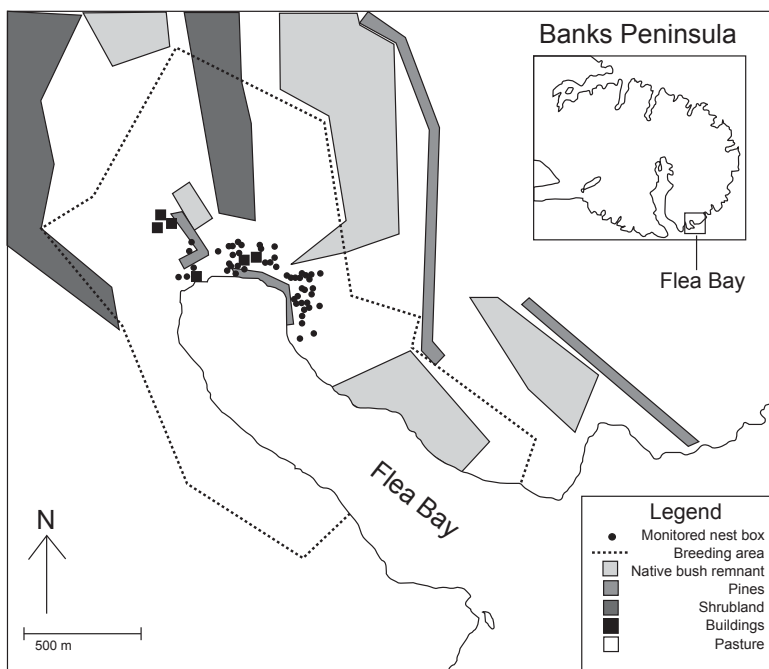 Banks Peninsula
Flea Bay
Flea Bay
N
500 m
Legend
Monitored nest box
Breeding area
Native bush remnant
Pines
Shrubland
Buildings
Pasture